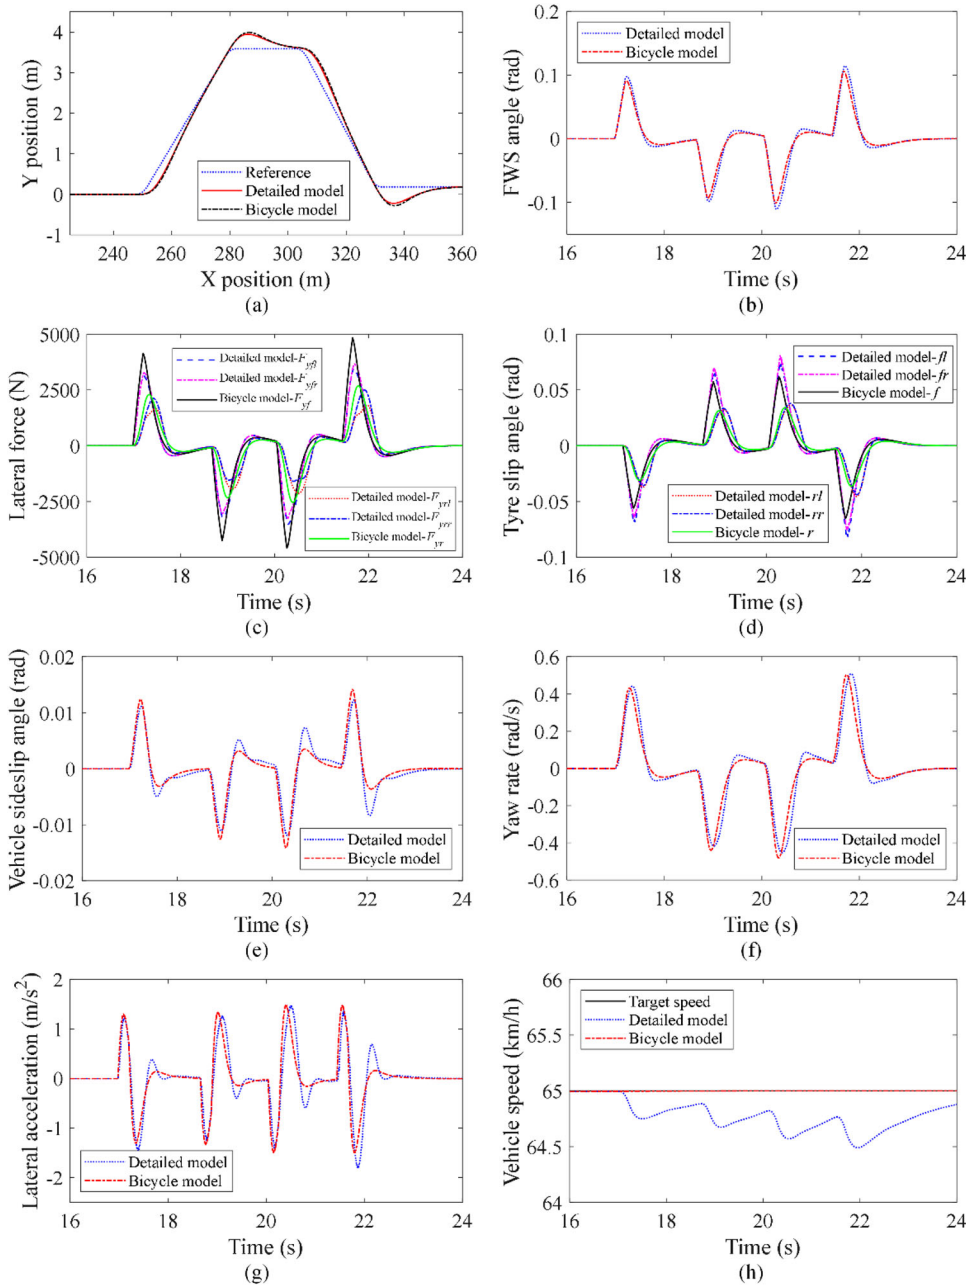 4
3
2
1
0
-1
Y position (m)
Reference
Detailed model
Bicycle model
240 260 280 300 320 340 360
X position (m)
(a)
0.2
0.1
0
-0.1
FWS angle (rad)
Detailed model
Bicycle model
16 18 20 22 24
Time (s)
(b)
5000
2500
0
-2500
-5000
Lateral force (N)
Detailed model-F_yfl
Detailed model-F_yfr
Bicycle model-F_yf
Detailed model-F_yrl
Detailed model-F_yrr
Bicycle model-F_yr
16 18 20 22 24
Time (s)
(c)
0.1
0.05
0
-0.05
-0.1
Tyre slip angle (rad)
Detailed model-fl
Detailed model-fr
Bicycle model-f
Detailed model-rl
Detailed model-rr
Bicycle model-r
16 18 20 22 24
Time (s)
(d)
0.02
0.01
0
-0.01
-0.02
Vehicle sideslip angle (rad)
Detailed model
Bicycle model
16 18 20 22 24
Time (s)
(e)
0.6
0.4
0.2
0
-0.2
-0.4
-0.6
Yaw rate (rad/s)
Detailed model
Bicycle model
16 18 20 22 24
Time (s)
(f)
2
1
0
-1
-2
Lateral acceleration (m/s²)
Detailed model
Bicycle model
16 18 20 22 24
Time (s)
(g)
66
65.5
65
64.5
64
Vehicle speed (km/h)
Target speed
Detailed model
Bicycle model
16 18 20 22 24
Time (s)
(h)